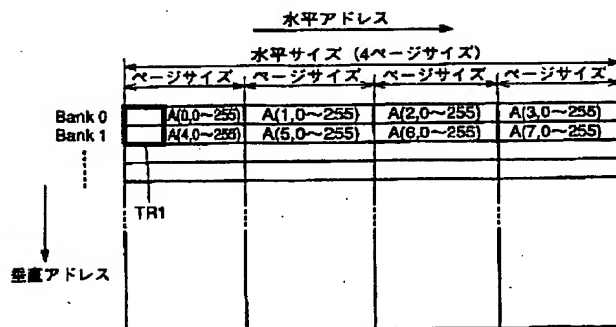 水平アドレス
水平サイズ (4ページサイズ)
ページサイズ ページサイズ ページサイズ ページサイズ
Bank 0 A(0,0〜255) A(1,0〜255) A(2,0〜255) A(3,0〜255)
Bank 1 A(4,0〜255) A(5,0〜255) A(6,0〜255) A(7,0〜255)
TR1
垂直アドレス